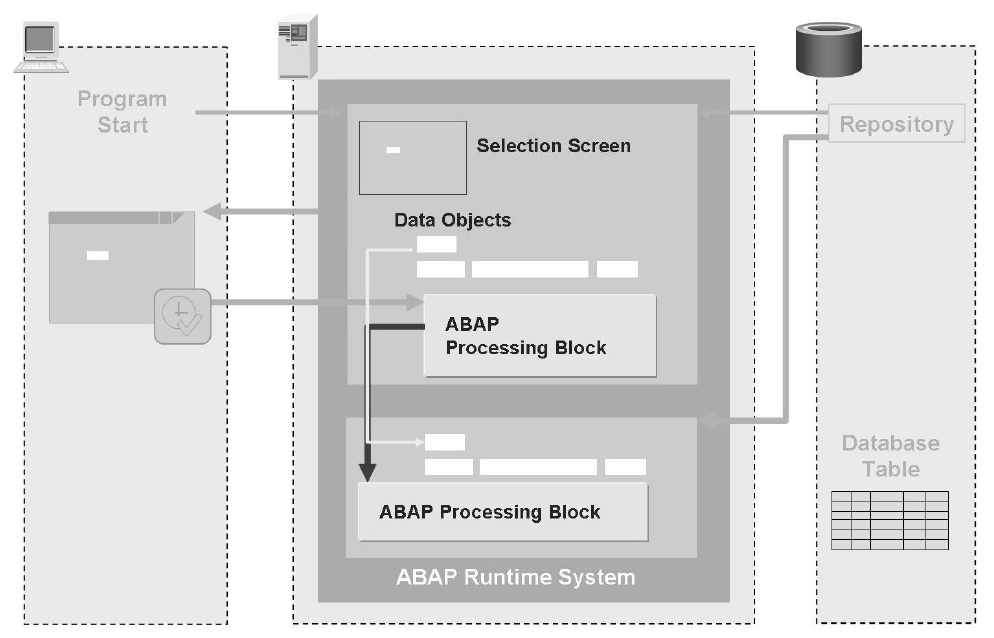 Program
Start
Selection Screen
Repository
Data Objects
ABAP
Processing Block
ABAP Processing Block
Database
Table
ABAP Runtime System